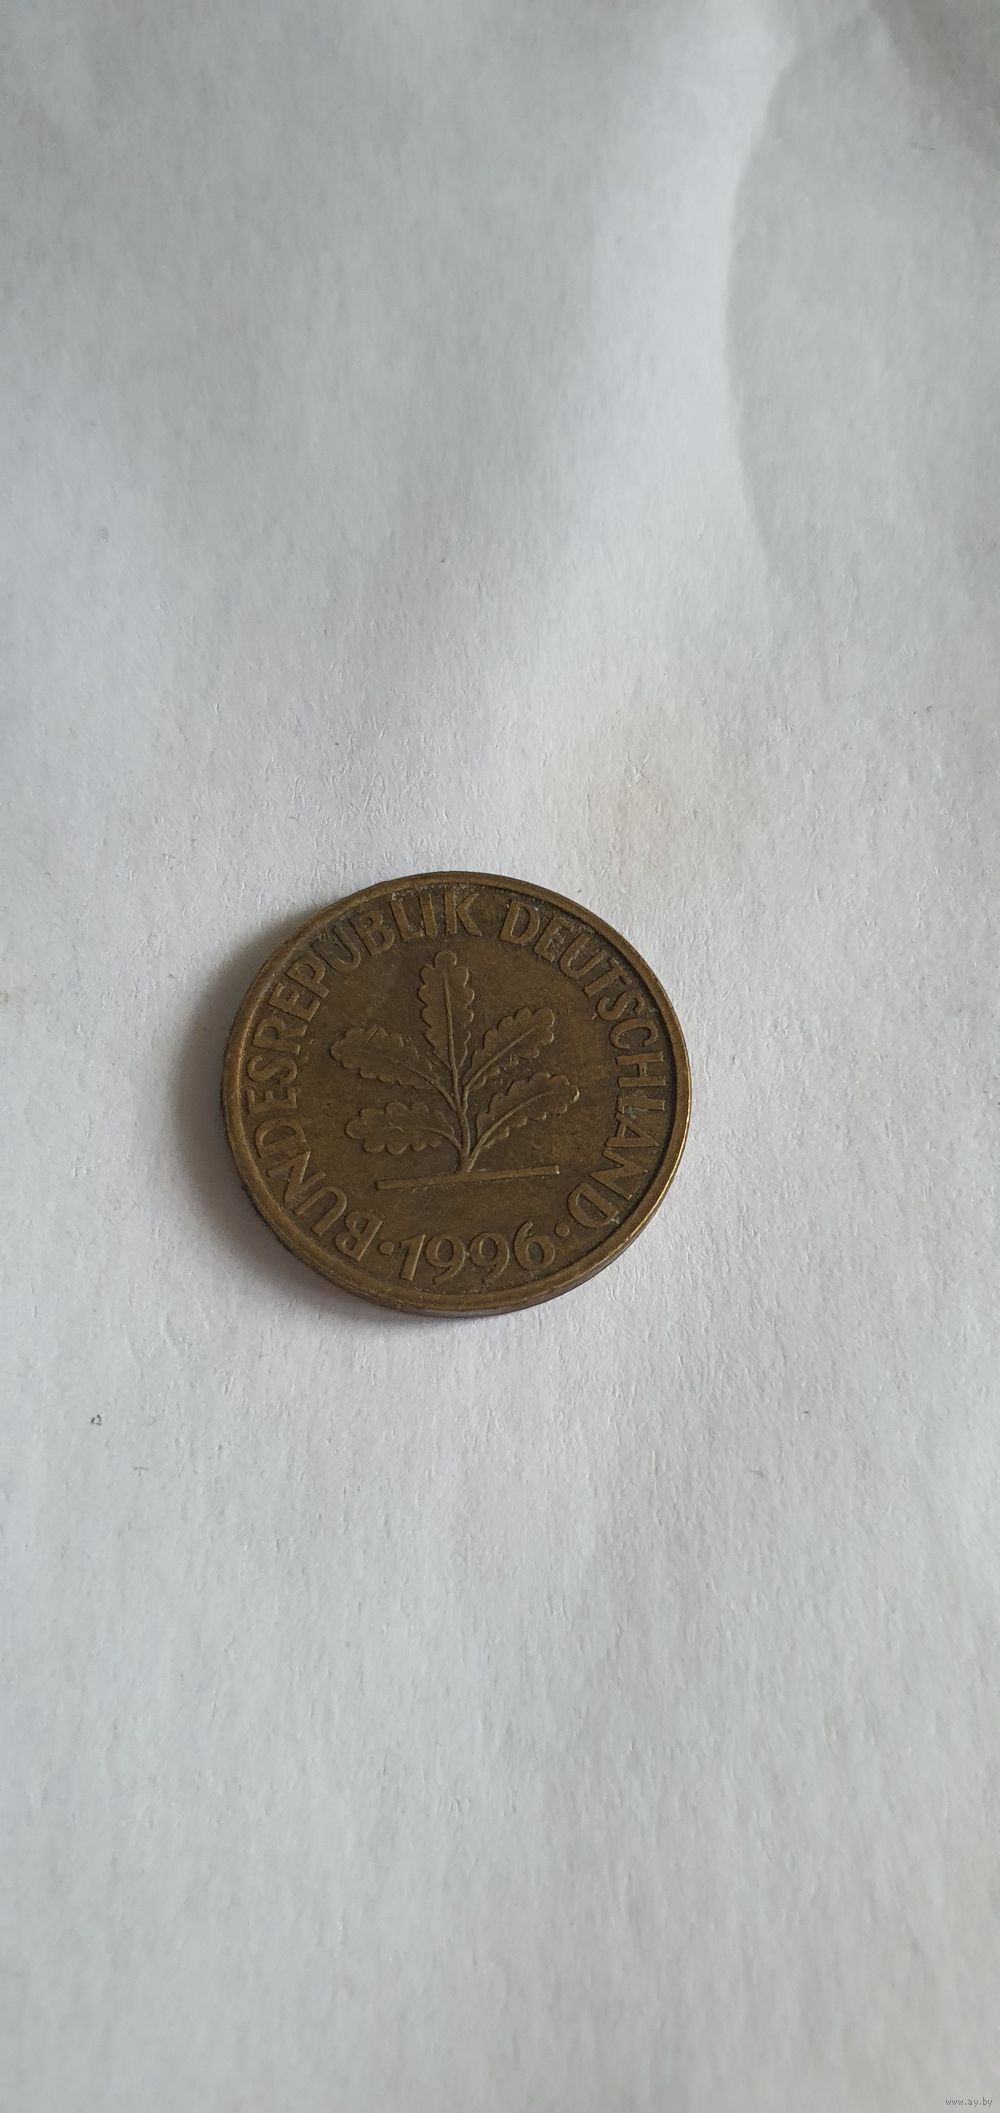 BUNDESREPUBLIK DEUTSCHLAND
· 1996 ·
www.ay.by